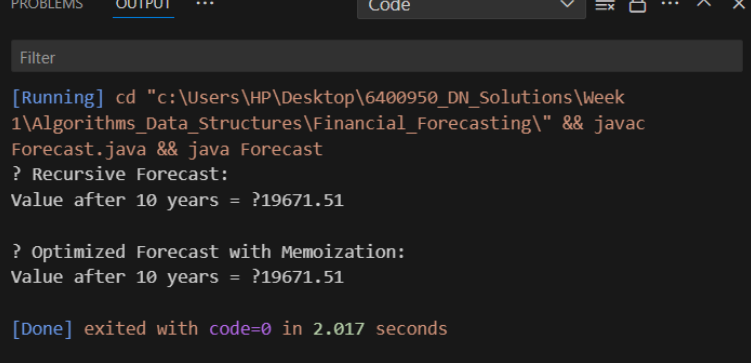 PROBLEMS OUTPUT ... Code
Filter
[Running] cd "c:\Users\HP\Desktop\6400950_DN_Solutions\Week
1\Algorithms_Data_Structures\Financial_Forecasting\" && javac
Forecast.java && java Forecast
? Recursive Forecast:
Value after 10 years = ?19671.51
? Optimized Forecast with Memoization:
Value after 10 years = ?19671.51
[Done] exited with code=0 in 2.017 seconds